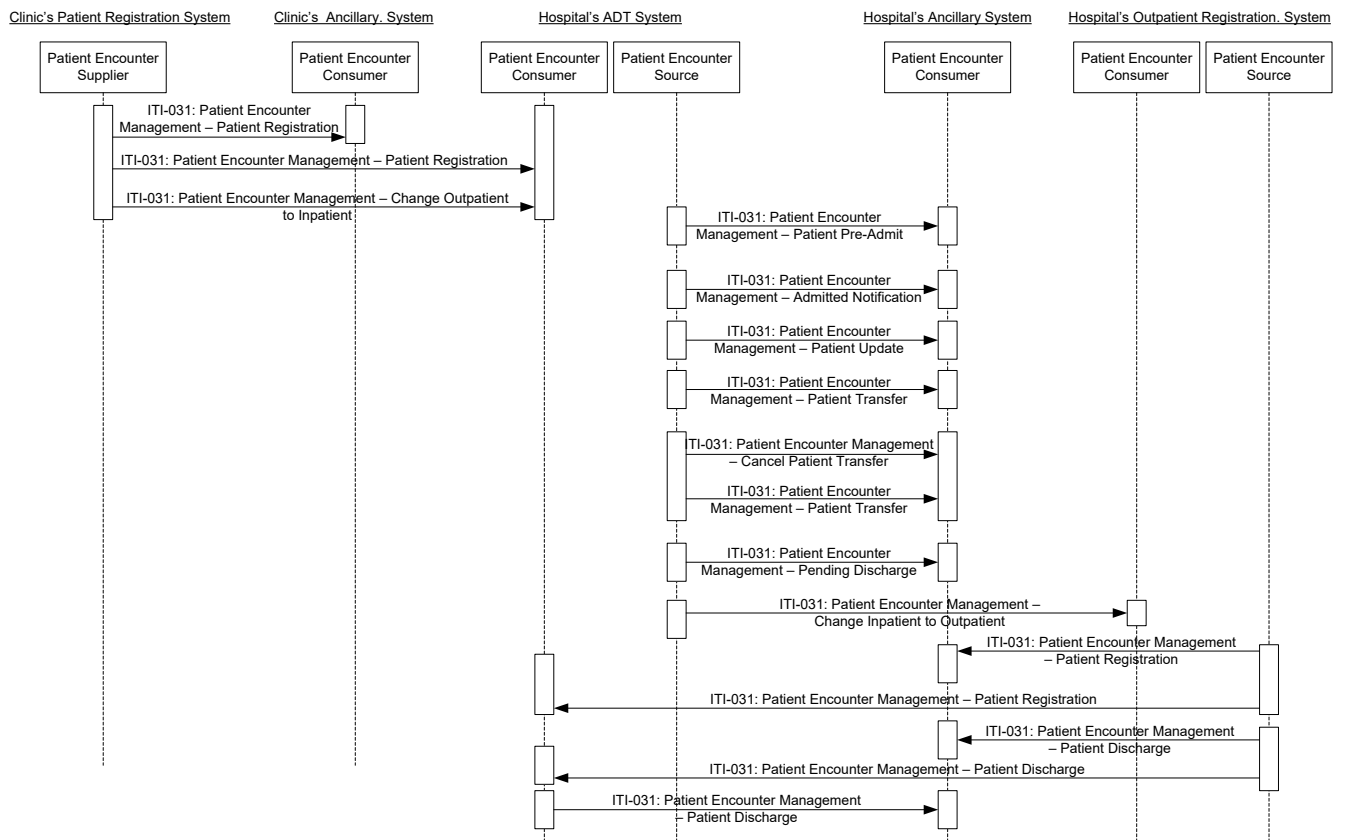 Clinic's Patient Registration System
Clinic's  Ancillary. System
Hospital's ADT System
Hospital's Ancillary System
Hospital's Outpatient Registration. System
Patient Encounter
Supplier
Patient Encounter
Consumer
Patient Encounter
Consumer
Patient Encounter
Source
Patient Encounter
Consumer
Patient Encounter
Consumer
Patient Encounter
Source
ITI-031: Patient Encounter
Management – Patient Registration
ITI-031: Patient Encounter Management – Patient Registration
ITI-031: Patient Encounter Management – Change Outpatient
to Inpatient
ITI-031: Patient Encounter
Management – Patient Pre-Admit
ITI-031: Patient Encounter
Management – Admitted Notification
ITI-031: Patient Encounter
Management – Patient Update
ITI-031: Patient Encounter
Management – Patient Transfer
ITI-031: Patient Encounter Management
– Cancel Patient Transfer
ITI-031: Patient Encounter
Management – Patient Transfer
ITI-031: Patient Encounter
Management – Pending Discharge
ITI-031: Patient Encounter Management –
Change Inpatient to Outpatient
ITI-031: Patient Encounter Management
– Patient Registration
ITI-031: Patient Encounter Management – Patient Registration
ITI-031: Patient Encounter Management
– Patient Discharge
ITI-031: Patient Encounter Management – Patient Discharge
ITI-031: Patient Encounter Management
– Patient Discharge